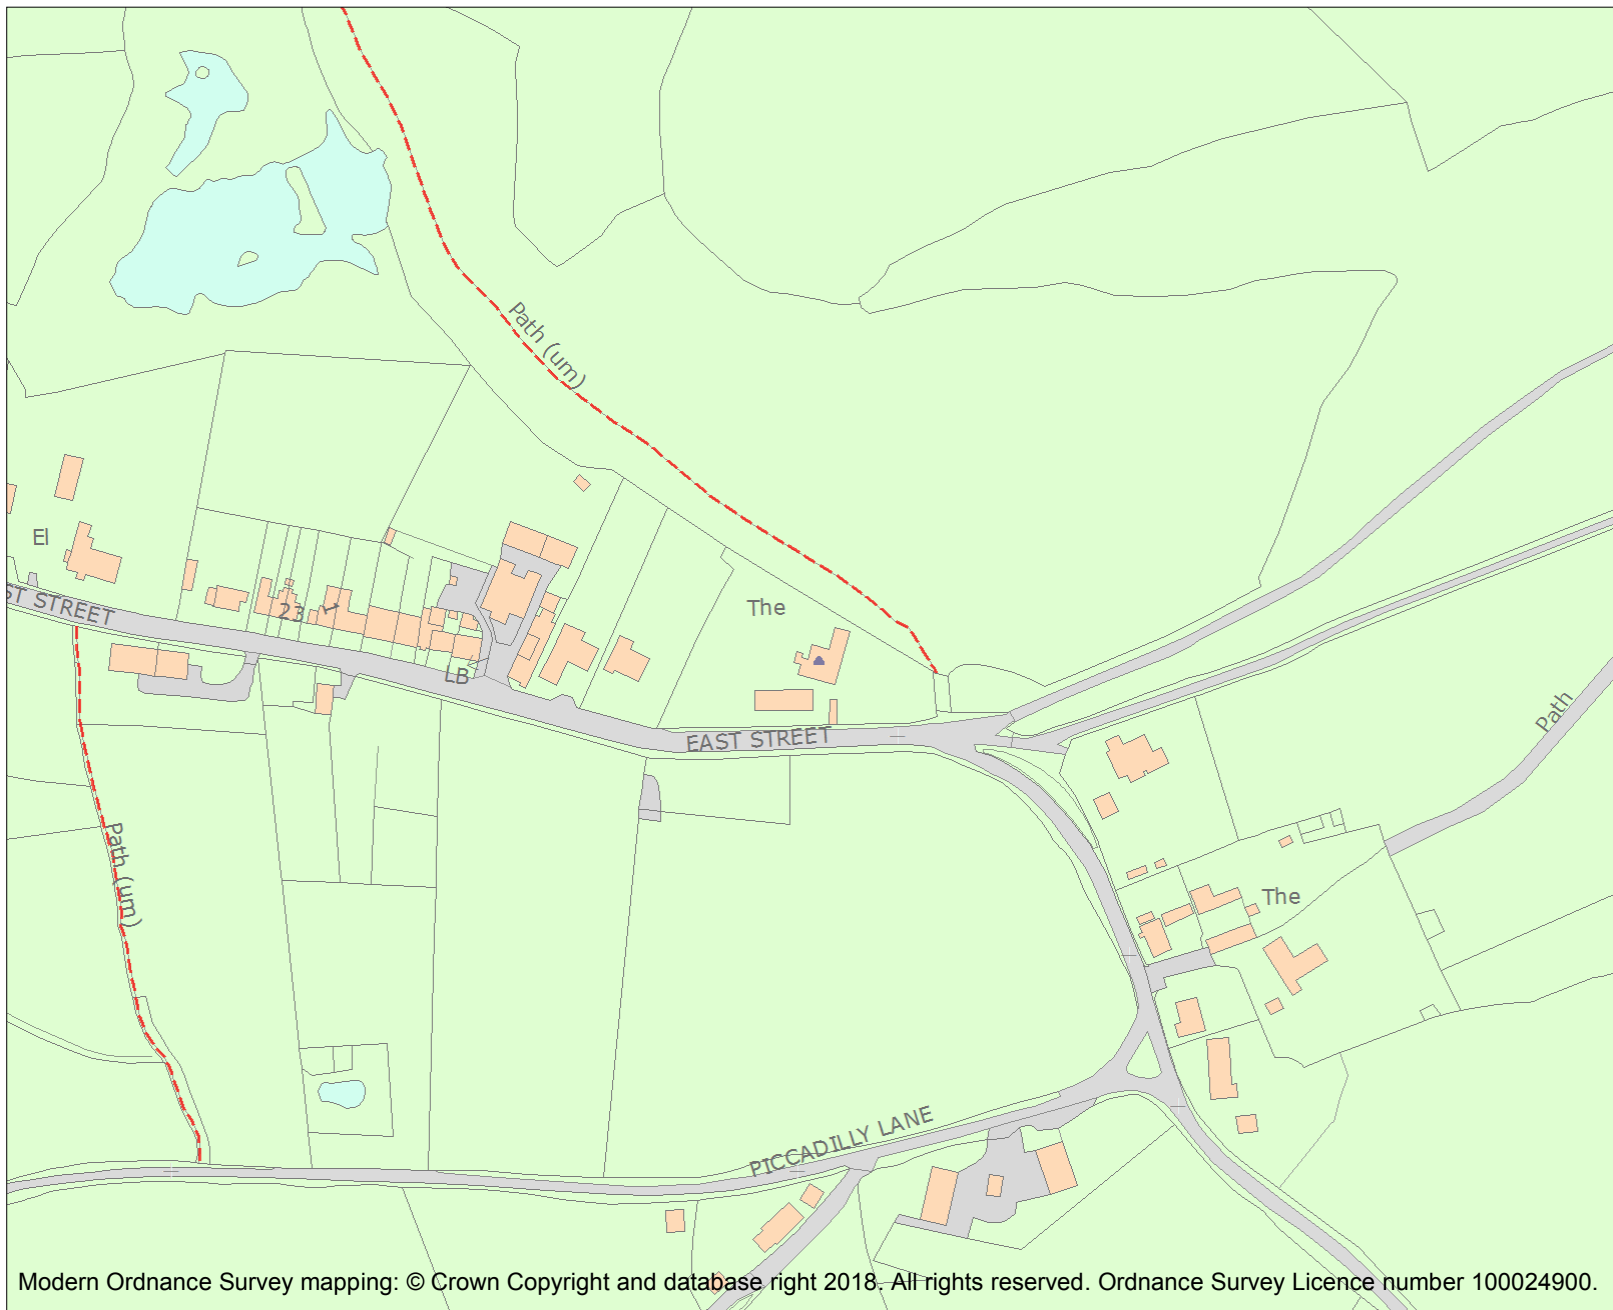 Path (um)
El
The
ST STREET
23
1
LB
EAST STREET
Path
Path (um)
The
PICCADILLY LANE
Modern Ordnance Survey mapping: © Crown Copyright and database right 2018. All rights reserved. Ordnance Survey Licence number 100024900.